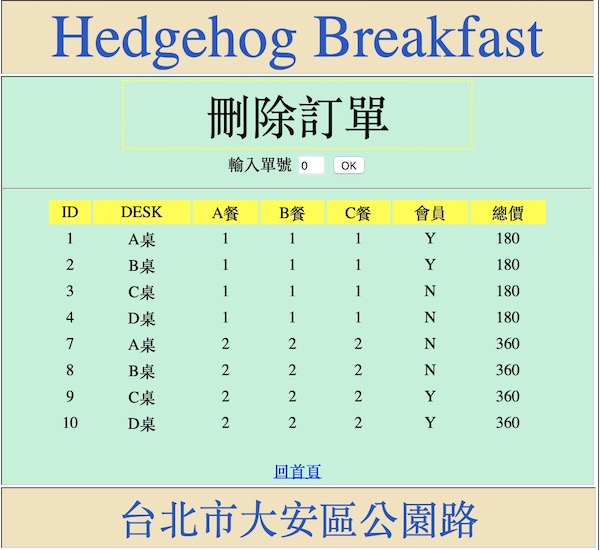 Hedgehog Breakfast
刪除訂單
輸入單號 0 OK
ID DESK A餐 B餐 C餐 會員 總價
1 A桌 1 1 1 Y 180
2 B桌 1 1 1 Y 180
3 C桌 1 1 1 N 180
4 D桌 1 1 1 N 180
7 A桌 2 2 2 N 360
8 B桌 2 2 2 N 360
9 C桌 2 2 2 Y 360
10 D桌 2 2 2 Y 360
回首頁
台北市大安區公園路